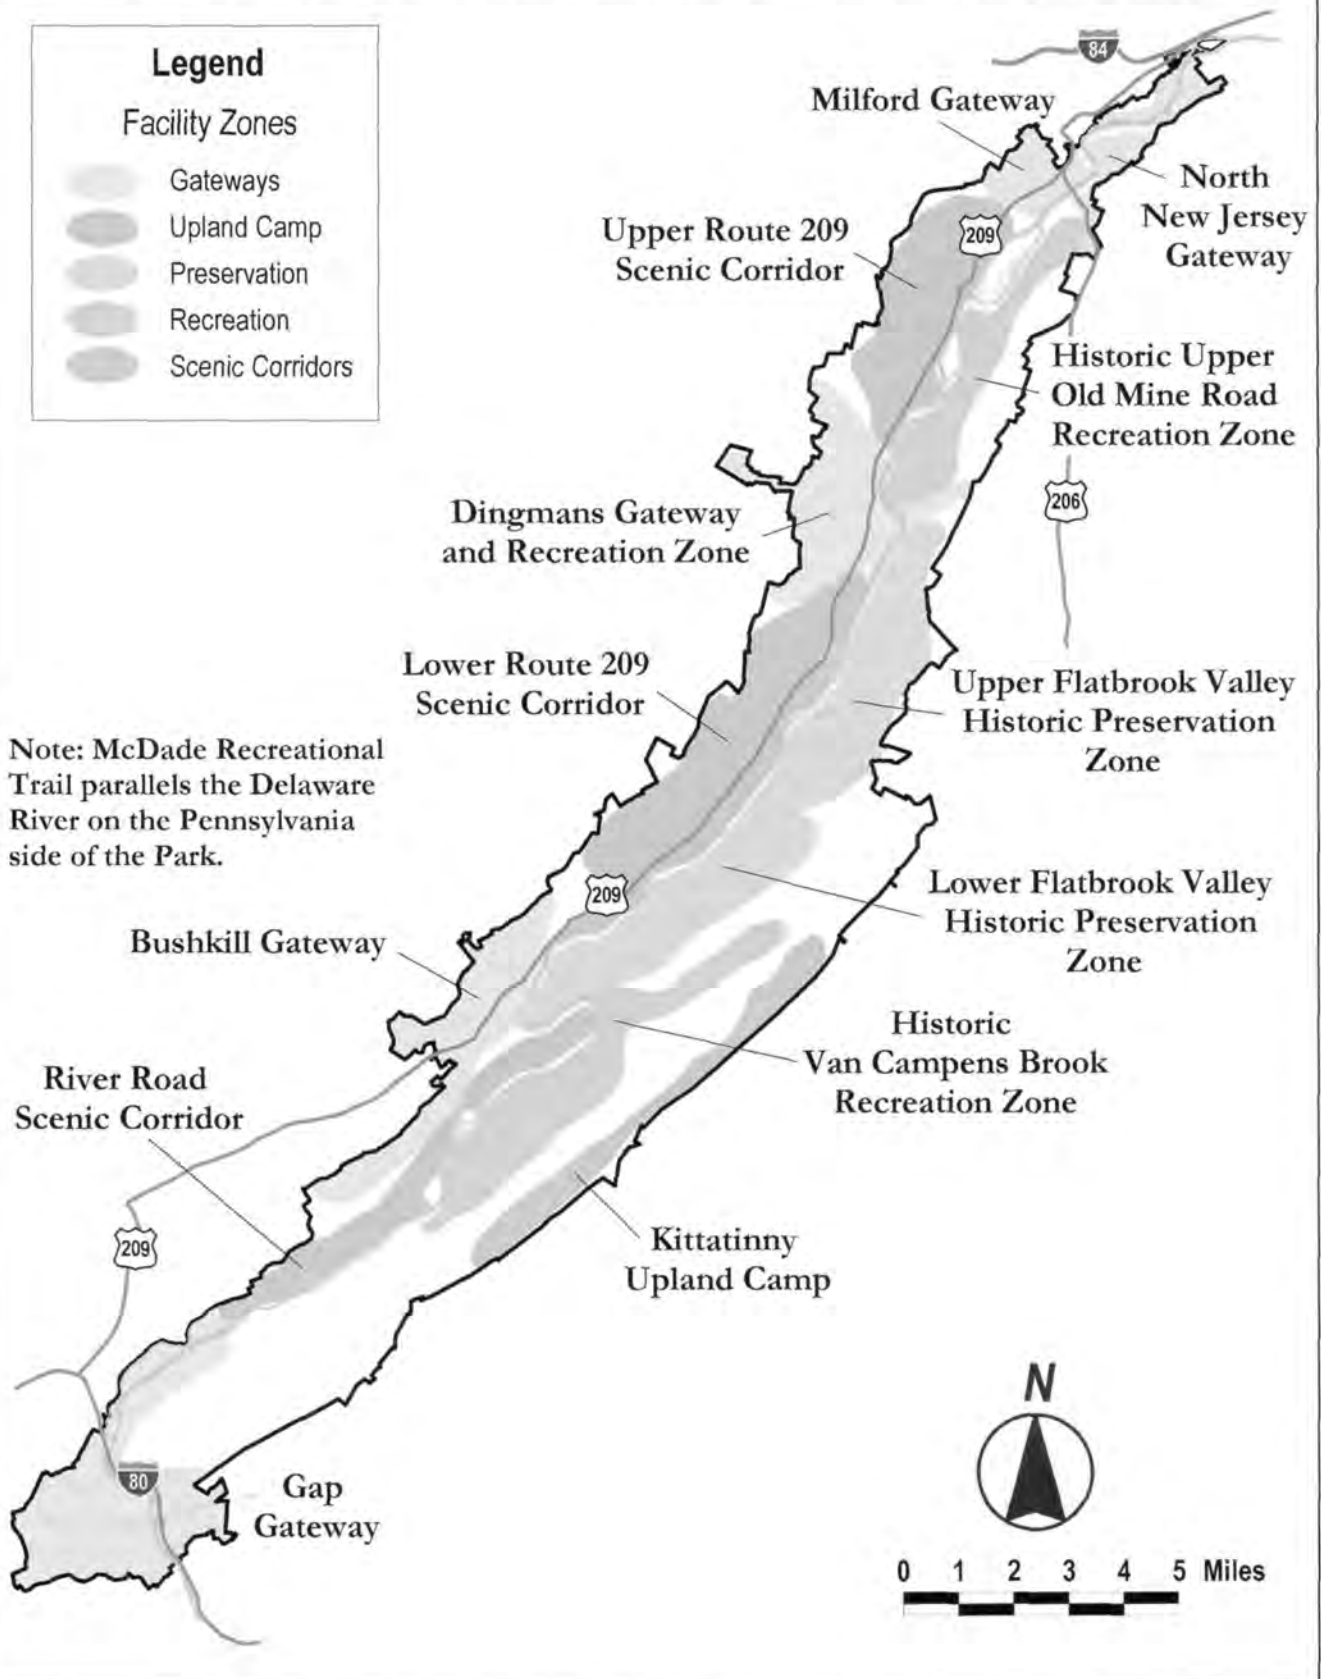 Legend
Facility Zones
Gateways
Upland Camp
Preservation
Recreation
Scenic Corridors
84
Milford Gateway
North
New Jersey
Gateway
Upper Route 209
Scenic Corridor
209
Historic Upper
Old Mine Road
Recreation Zone
206
Dingmans Gateway
and Recreation Zone
Lower Route 209
Scenic Corridor
Upper Flatbrook Valley
Historic Preservation
Zone
Note: McDade Recreational
Trail parallels the Delaware
River on the Pennsylvania
side of the Park.
209
Lower Flatbrook Valley
Historic Preservation
Zone
Bushkill Gateway
Historic
Van Campens Brook
Recreation Zone
River Road
Scenic Corridor
209
Kittatinny
Upland Camp
N
80
Gap
Gateway
0 1 2 3 4 5 Miles